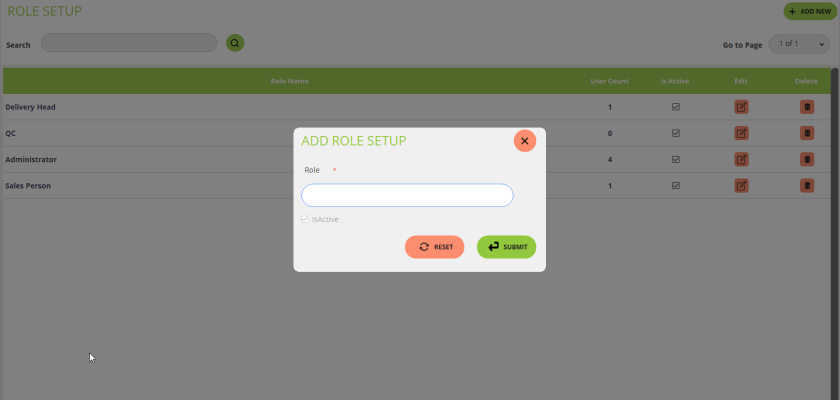 ROLE SETUP
ADD NEW
Search
Go to Page
1 of 1
Role Name
User Count
Is Active
Edit
Delete
Delivery Head
1
QC
0
Administrator
4
Sales Person
1
ADD ROLE SETUP
Role *
IsActive
RESET
SUBMIT